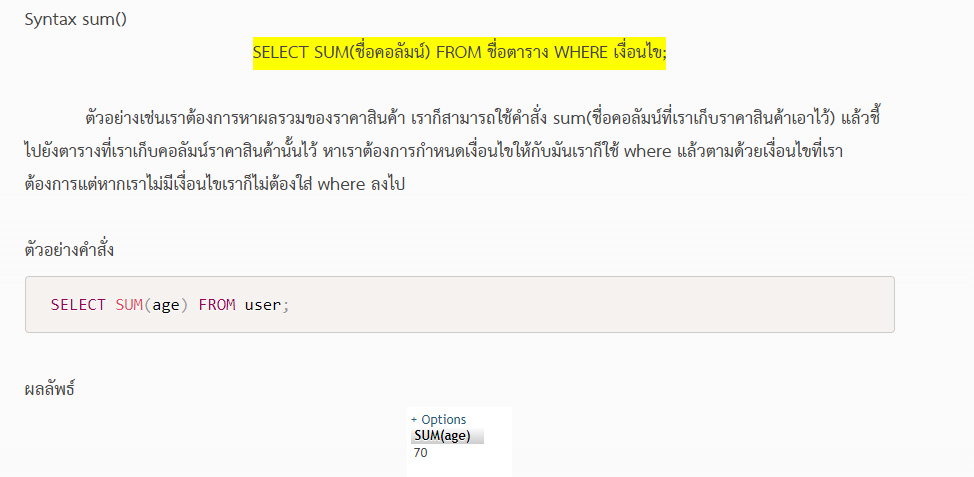 Syntax sum()
SELECT SUM(ชื่อคอลัมน์) FROM ชื่อตาราง WHERE เงื่อนไข;
ตัวอย่างเช่นเราต้องการหาผลรวมของราคาสินค้า เราก็สามารถใช้คำสั่ง sum(ชื่อคอลัมน์ที่เราเก็บราคาสินค้าเอาไว้) แล้วชี้
ไปยังตารางที่เราเก็บคอลัมน์ราคาสินค้านั้นไว้ หาเราต้องการกำหนดเงื่อนไขให้กับมันเราก็ใช้ where แล้วตามด้วยเงื่อนไขที่เรา
ต้องการแต่หากเราไม่มีเงื่อนไขเราก็ไม่ต้องใส่ where ลงไป
ตัวอย่างคำสั่ง
SELECT SUM(age) FROM user;
ผลลัพธ์
+ Options
SUM(age)
70